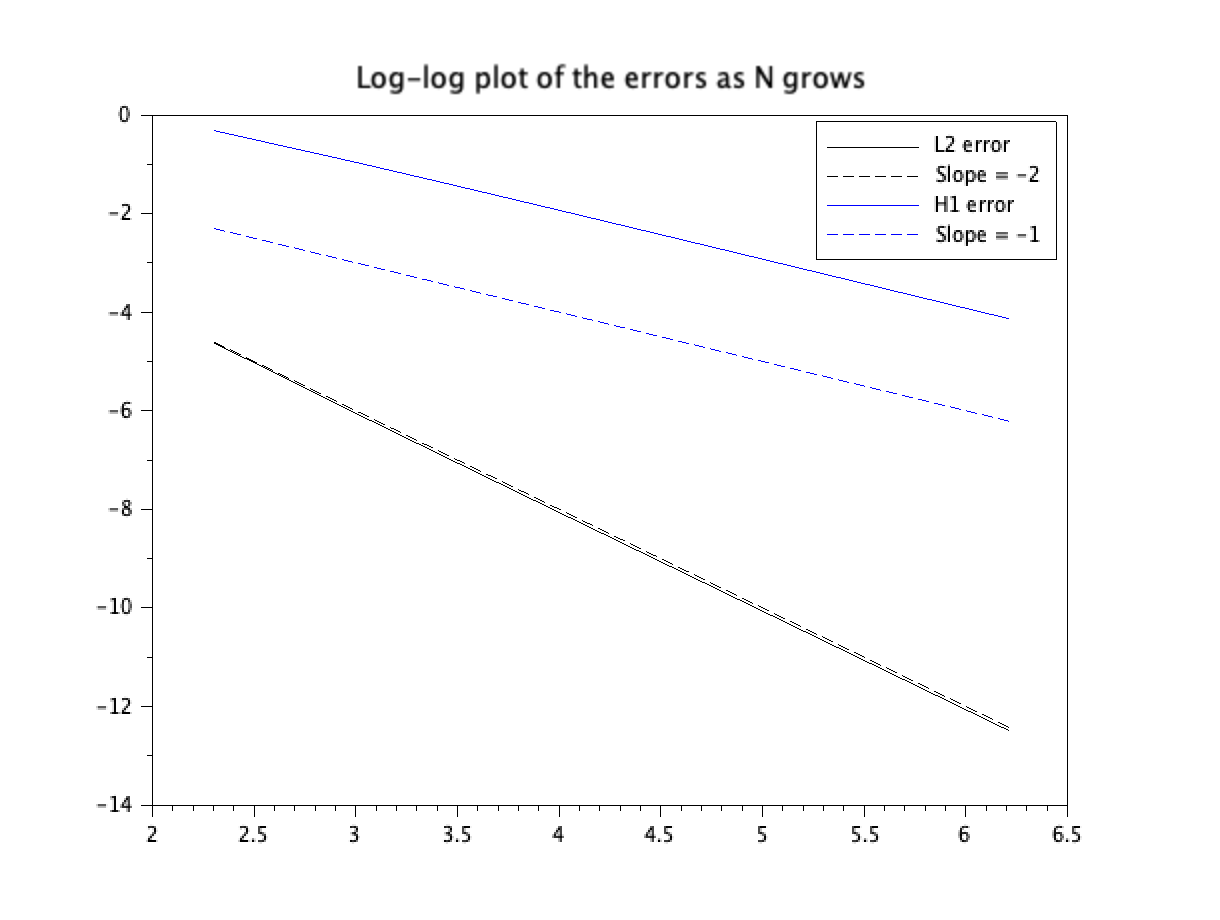 Log-log plot of the errors as N grows
L2 error
Slope = -2
H1 error
Slope = -1
0
-2
-4
-6
-8
-10
-12
-14
2 2.5 3 3.5 4 4.5 5 5.5 6 6.5